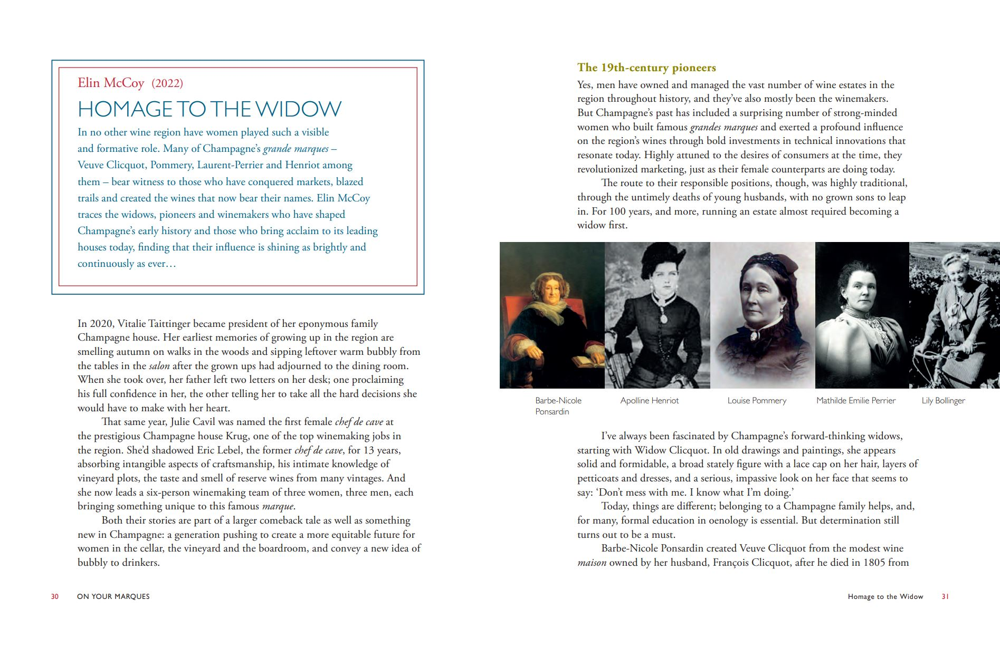 Elin McCoy (2022)
HOMAGE TO THE WIDOW
In no other wine region have women played such a visible
and formative role. Many of Champagne’s grande marques –
Veuve Clicquot, Pommery, Laurent-Perrier and Henriot among
them – bear witness to those who have conquered markets, blazed
trails and created the wines that now bear their names. Elin McCoy
traces the widows, pioneers and winemakers who have shaped
Champagne’s early history and those who bring acclaim to its leading
houses today, finding that their influence is shining as brightly and
continuously as ever…
In 2020, Vitalie Taittinger became president of her eponymous family
Champagne house. Her earliest memories of growing up in the region are
smelling autumn on walks in the woods and sipping leftover warm bubbly from
the tables in the salon after the grown ups had adjourned to the dining room.
When she took over, her father left two letters on her desk; one proclaiming
his full confidence in her, the other telling her to take all the hard decisions she
would have to make with her heart.
That same year, Julie Cavil was named the first female chef de cave at
the prestigious Champagne house Krug, one of the top winemaking jobs in
the region. She’d shadowed Eric Lebel, the former chef de cave, for 13 years,
absorbing intangible aspects of craftsmanship, his intimate knowledge of
vineyard plots, the taste and smell of reserve wines from many vintages. And
she now leads a six-person winemaking team of three women, three men, each
bringing something unique to this famous marque.
Both their stories are part of a larger comeback tale as well as something
new in Champagne: a generation pushing to create a more equitable future for
women in the cellar, the vineyard and the boardroom, and convey a new idea of
bubbly to drinkers.
30 ON YOUR MARQUES
The 19th-century pioneers
Yes, men have owned and managed the vast number of wine estates in the
region throughout history, and they’ve also mostly been the winemakers.
But Champagne’s past has included a surprising number of strong-minded
women who built famous grandes marques and exerted a profound influence
on the region’s wines through bold investments in technical innovations that
resonate today. Highly attuned to the desires of consumers at the time, they
revolutionized marketing, just as their female counterparts are doing today.
The route to their responsible positions, though, was highly traditional,
through the untimely deaths of young husbands, with no grown sons to leap
in. For 100 years, and more, running an estate almost required becoming a
widow first.
Barbe-Nicole
Ponsardin
Apolline Henriot
Louise Pommery
Mathilde Emilie Perrier
Lily Bollinger
I’ve always been fascinated by Champagne’s forward-thinking widows,
starting with Widow Clicquot. In old drawings and paintings, she appears
solid and formidable, a broad stately figure with a lace cap on her hair, layers of
petticoats and dresses, and a serious, impassive look on her face that seems to
say: ‘Don’t mess with me. I know what I’m doing.’
Today, things are different; belonging to a Champagne family helps, and,
for many, formal education in oenology is essential. But determination still
turns out to be a must.
Barbe-Nicole Ponsardin created Veuve Clicquot from the modest wine
maison owned by her husband, François Clicquot, after he died in 1805 from
Homage to the Widow 31